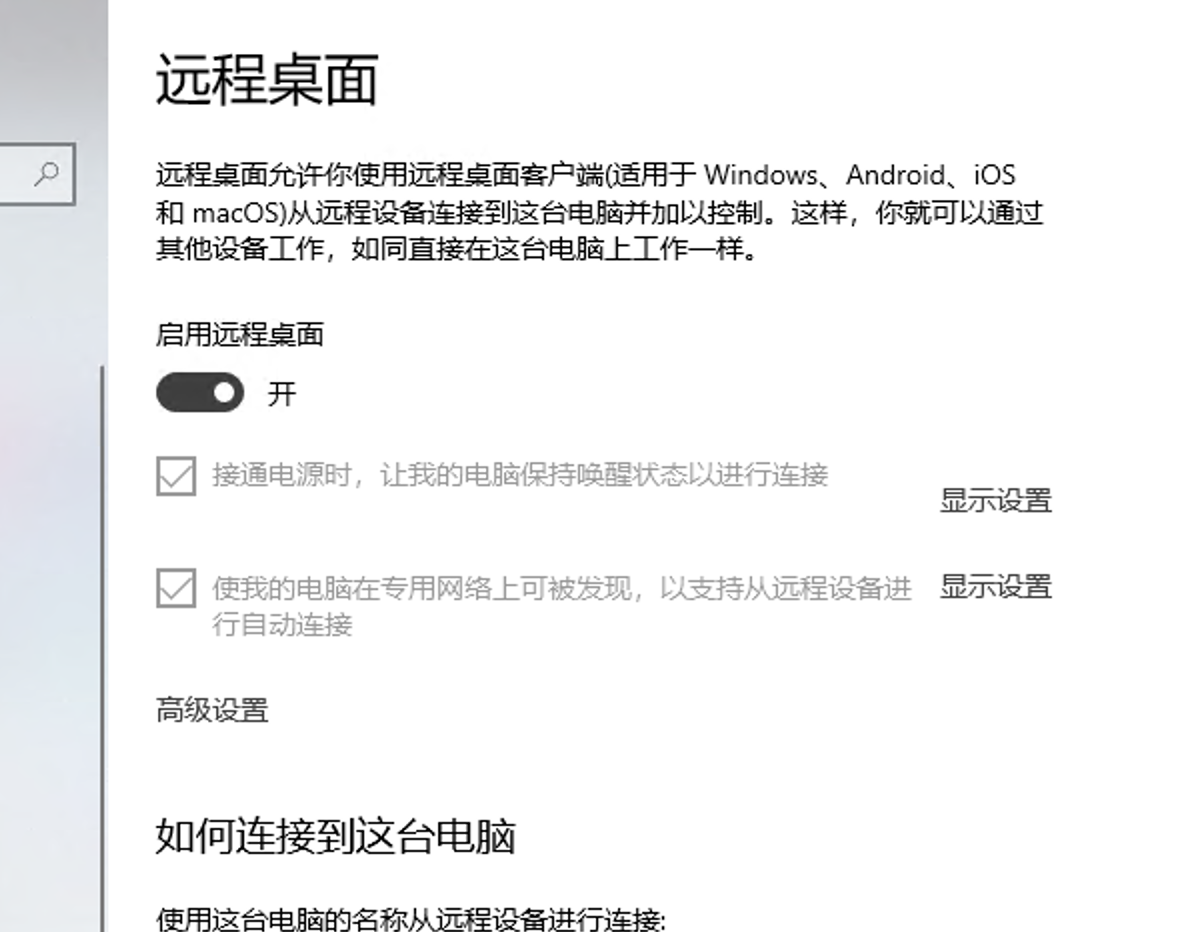 远程桌面
远程桌面允许你使用远程桌面客户端(适用于 Windows、Android、iOS
和 macOS)从远程设备连接到这台电脑并加以控制。这样，你就可以通过
其他设备工作，如同直接在这台电脑上工作一样。
启用远程桌面
开
接通电源时，让我的电脑保持唤醒状态以进行连接
显示设置
使我的电脑在专用网络上可被发现，以支持从远程设备进
行自动连接
显示设置
高级设置
如何连接到这台电脑
使用这台电脑的名称从远程设备进行连接: